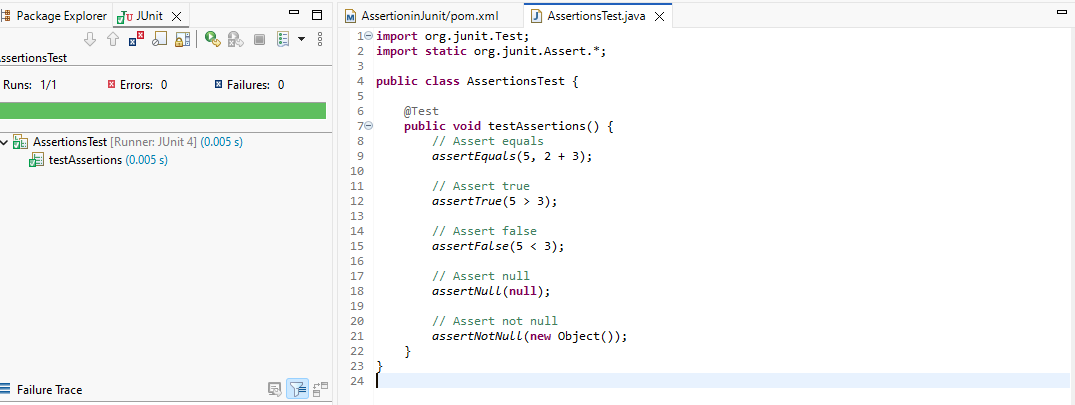 Package Explorer JUnit
ssertionsTest
Runs: 1/1 Errors: 0 Failures: 0
AssertionsTest [Runner: JUnit 4] (0.005 s)
testAssertions (0.005 s)
Failure Trace
AssertioninJunit/pom.xml AssertionsTest.java
1 import org.junit.Test;
2 import static org.junit.Assert.*;
3
4 public class AssertionsTest {
5
6 @Test
7 public void testAssertions() {
8 // Assert equals
9 assertEquals(5, 2 + 3);
10
11 // Assert true
12 assertTrue(5 > 3);
13
14 // Assert false
15 assertFalse(5 < 3);
16
17 // Assert null
18 assertNull(null);
19
20 // Assert not null
21 assertNotNull(new Object());
22 }
23 }
24